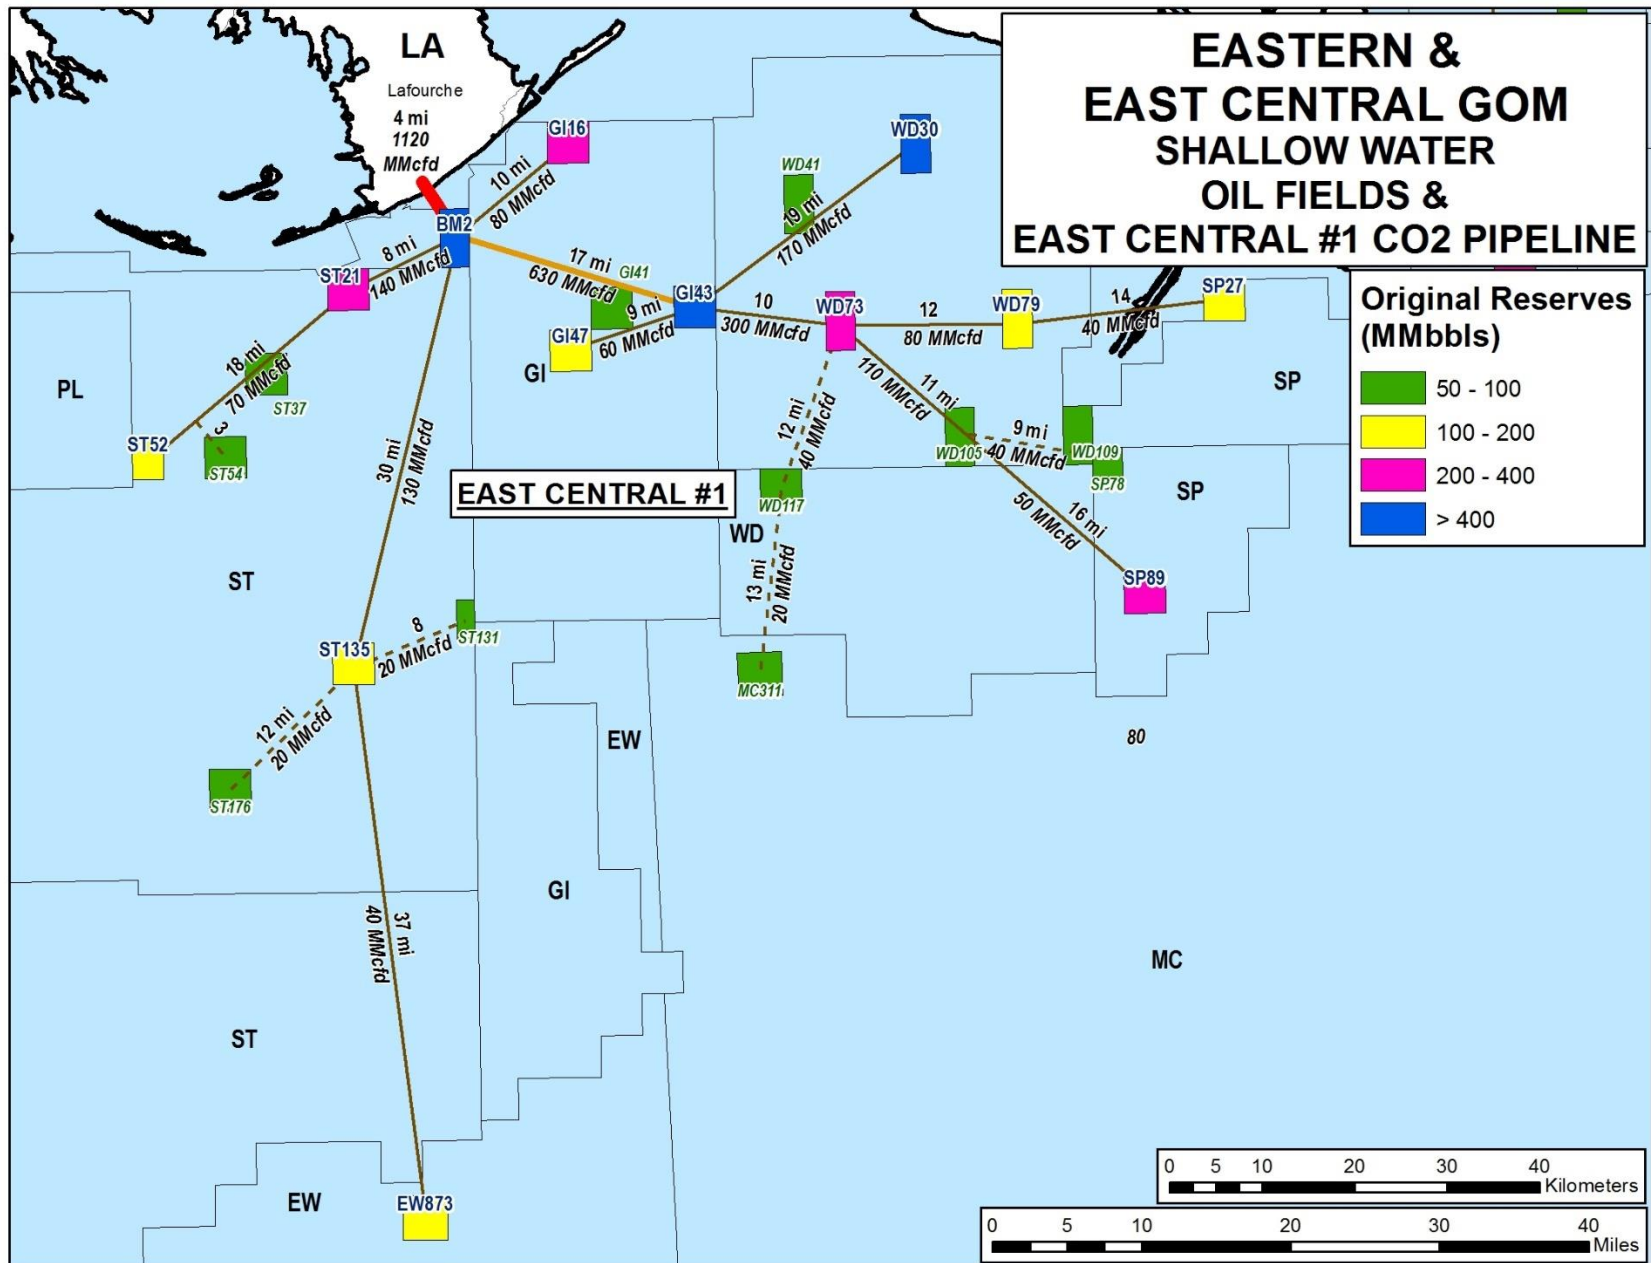 EASTERN &
EAST CENTRAL GOM
SHALLOW WATER
OIL FIELDS &
EAST CENTRAL #1 CO2 PIPELINE
LA
Lafourche
4 mi
1120
MMcfd
GI16
10 mi
80 MMcfd
BM2
8 mi
140 MMcfd
ST21
18 mi
70 MMcfd
ST37
ST52
3
ST54
PL
17 mi
630 MMcfd
GI41
9 mi
60 MMcfd
GI47
GI43
GI
WD30
WD41
19 mi
170 MMcfd
10
300 MMcfd
WD73
12
80 MMcfd
WD79
14
40 MMcfd
SP27
SP
11 mi
110 MMcfd
WD105
9 mi
40 MMcfd
WD109
SP78
SP
16 mi
50 MMcfd
SP89
12 mi
40 MMcfd
WD117
WD
13 mi
20 MMcfd
MC311
30 mi
130 MMcfd
EAST CENTRAL #1
ST
ST135
8
20 MMcfd
ST131
12 mi
20 MMcfd
ST176
EW
80
GI
37 mi
40 MMcfd
MC
ST
EW
EW873
Original Reserves
(MMbbls)
50 - 100
100 - 200
200 - 400
> 400
0 5 10 20 30 40
Kilometers
0 5 10 20 30 40
Miles